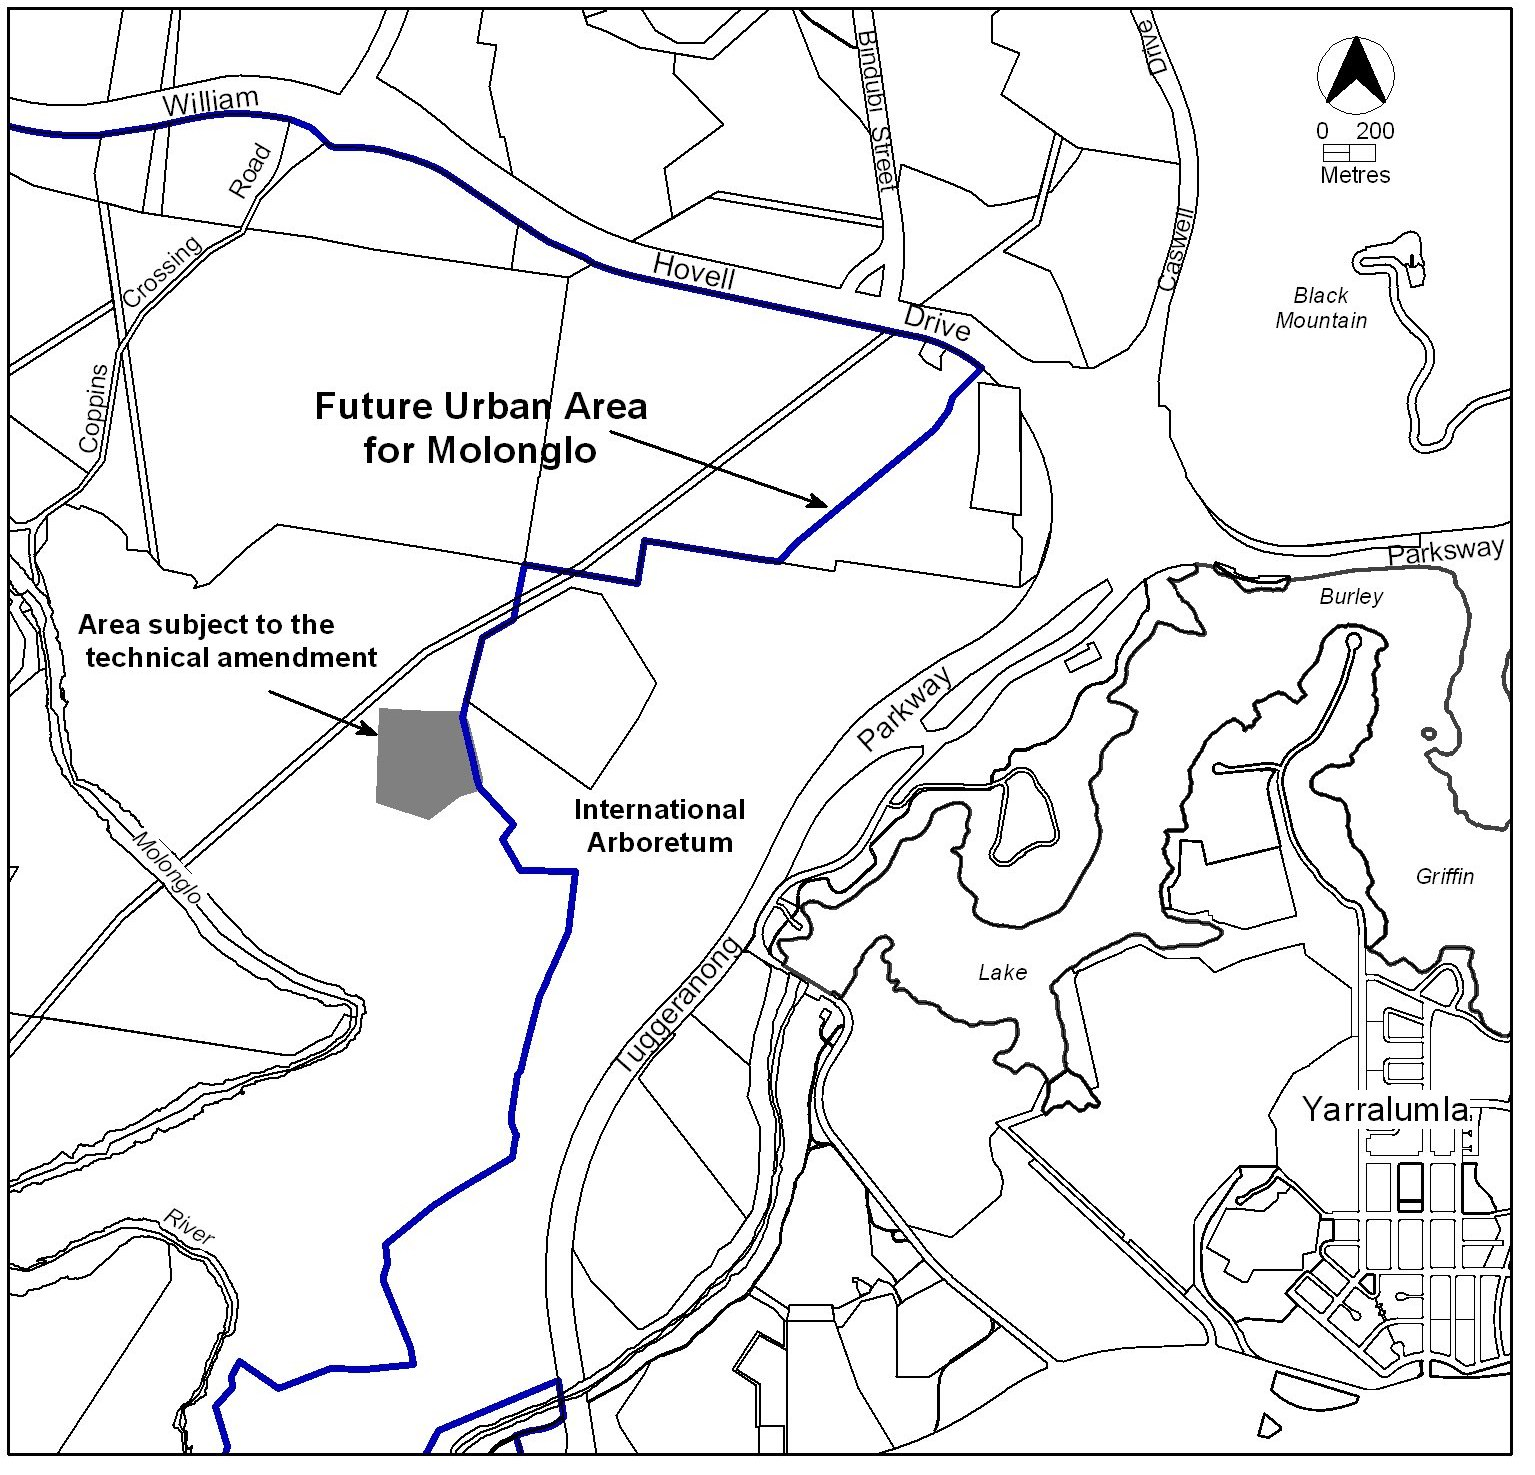 William
Bindubi Street
Drive
0 200
Metres
Road
Crossing
Hovell
Drive
Caswell
Black
Mountain
Coppins
Future Urban Area
for Molonglo
Parksway
Burley
Area subject to the
technical amendment
Parkway
International
Arboretum
Molonglo
Griffin
Tuggeranong
Lake
Yarralumla
River